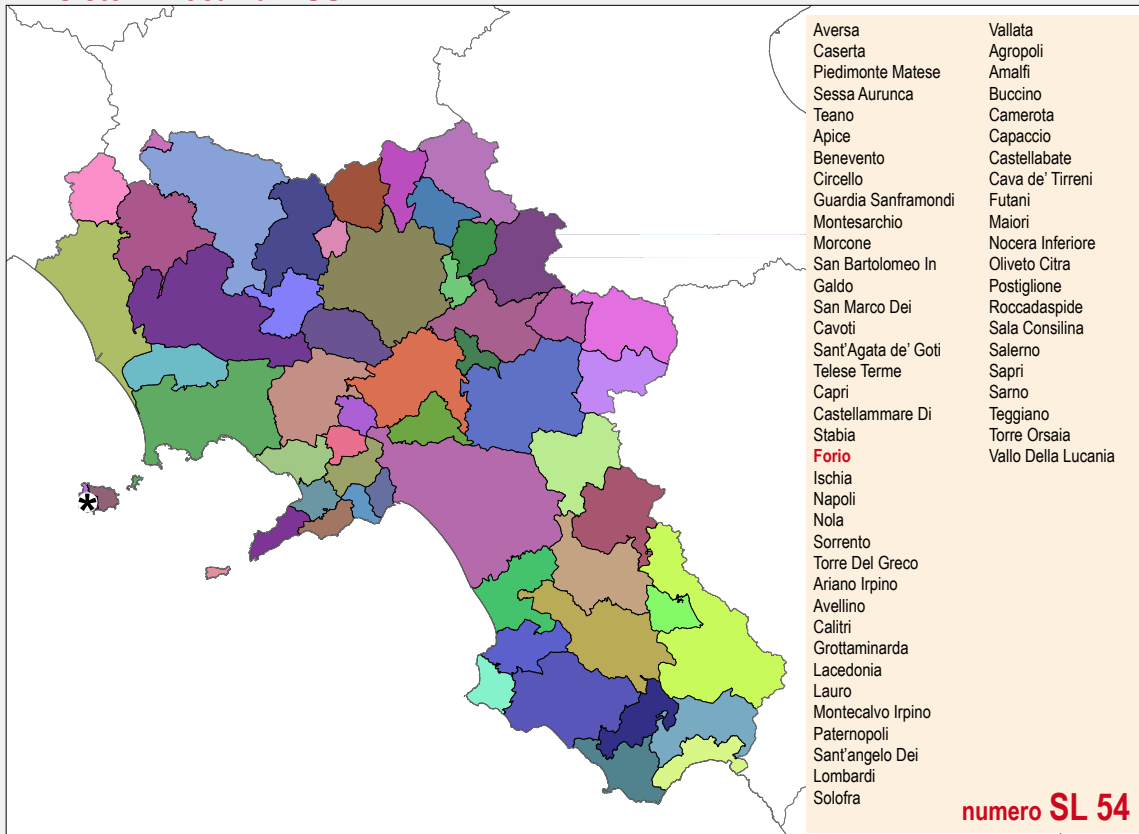 Aversa
Caserta
Piedimonte Matese
Sessa Aurunca
Teano
Apice
Benevento
Circello
Guardia Sanframondi
Montesarchio
Morcone
San Bartolomeo In
Galdo
San Marco Dei
Cavoti
Sant'Agata de' Goti
Telese Terme
Capri
Castellammare Di
Stabia
Forio
Ischia
Napoli
Nola
Sorrento
Torre Del Greco
Ariano Irpino
Avellino
Calitri
Grottaminarda
Lacedonia
Lauro
Montecalvo Irpino
Paternopoli
Sant'angelo Dei
Lombardi
Solofra
Vallata
Agropoli
Amalfi
Buccino
Camerota
Capaccio
Castellabate
Cava de' Tirreni
Futani
Maiori
Nocera Inferiore
Oliveto Citra
Postiglione
Roccadaspide
Sala Consilina
Salerno
Sapri
Sarno
Teggiano
Torre Orsaia
Vallo Della Lucania
*
numero SL 54